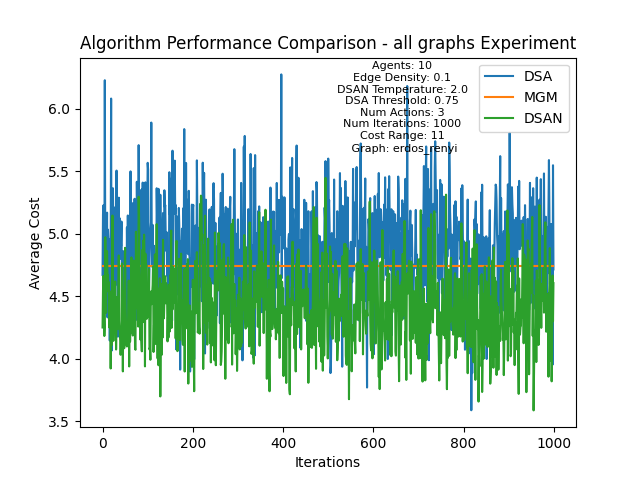 Algorithm Performance Comparison - all graphs Experiment
Agents: 10
Edge Density: 0.1
DSAN Temperature: 2.0
DSA Threshold: 0.75
Num Actions: 3
Num Iterations: 1000
Cost Range: 11
Graph: erdos_renyi
DSA
MGM
DSAN
Average Cost
6.0
5.5
5.0
4.5
4.0
3.5
0 200 400 600 800 1000
Iterations